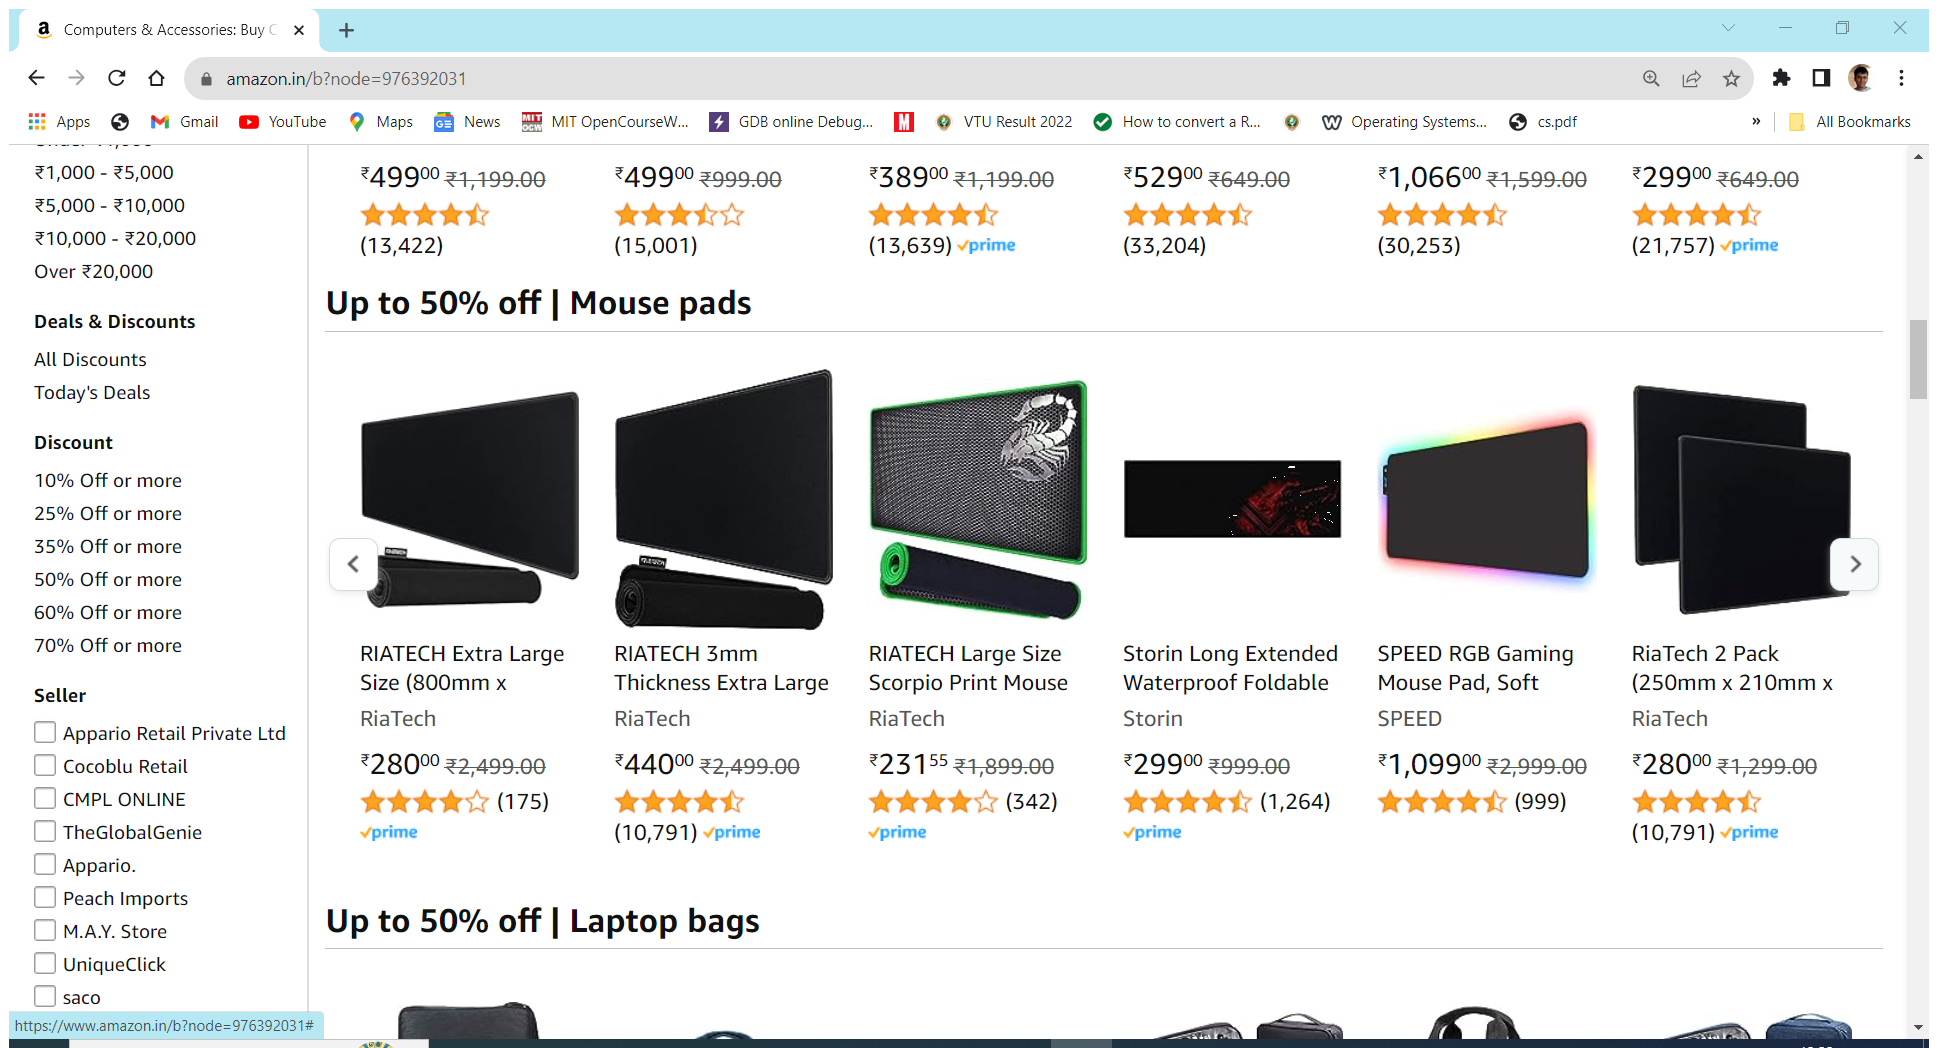 Computers & Accessories: Buy C
amazon.in/b?node=976392031
Apps Gmail YouTube Maps News MIT OpenCourseW... GDB online Debug... VTU Result 2022 How to convert a R... Operating Systems... cs.pdf » All Bookmarks
₹1,000 - ₹5,000
₹5,000 - ₹10,000
₹10,000 - ₹20,000
Over ₹20,000
Deals & Discounts
All Discounts
Today's Deals
Discount
10% Off or more
25% Off or more
35% Off or more
50% Off or more
60% Off or more
70% Off or more
Seller
Appario Retail Private Ltd
Cocoblu Retail
CMPL ONLINE
TheGlobalGenie
Appario.
Peach Imports
M.A.Y. Store
UniqueClick
saco
https://www.amazon.in/b?node=976392031#
₹499⁰⁰ ₹1,199.00
(13,422)
₹499⁰⁰ ₹999.00
(15,001)
₹389⁰⁰ ₹1,199.00
(13,639) prime
₹529⁰⁰ ₹649.00
(33,204)
₹1,066⁰⁰ ₹1,599.00
(30,253)
₹299⁰⁰ ₹649.00
(21,757) prime
Up to 50% off | Mouse pads
RIATECH Extra Large
Size (800mm x
RiaTech
₹280⁰⁰ ₹2,499.00
(175)
prime
RIATECH 3mm
Thickness Extra Large
RiaTech
₹440⁰⁰ ₹2,499.00
(10,791) prime
RIATECH Large Size
Scorpio Print Mouse
RiaTech
₹231⁵⁵ ₹1,899.00
(342)
prime
Storin Long Extended
Waterproof Foldable
Storin
₹299⁰⁰ ₹999.00
(1,264)
prime
SPEED RGB Gaming
Mouse Pad, Soft
SPEED
₹1,099⁰⁰ ₹2,999.00
(999)
RiaTech 2 Pack
(250mm x 210mm x
RiaTech
₹280⁰⁰ ₹1,299.00
(10,791) prime
Up to 50% off | Laptop bags